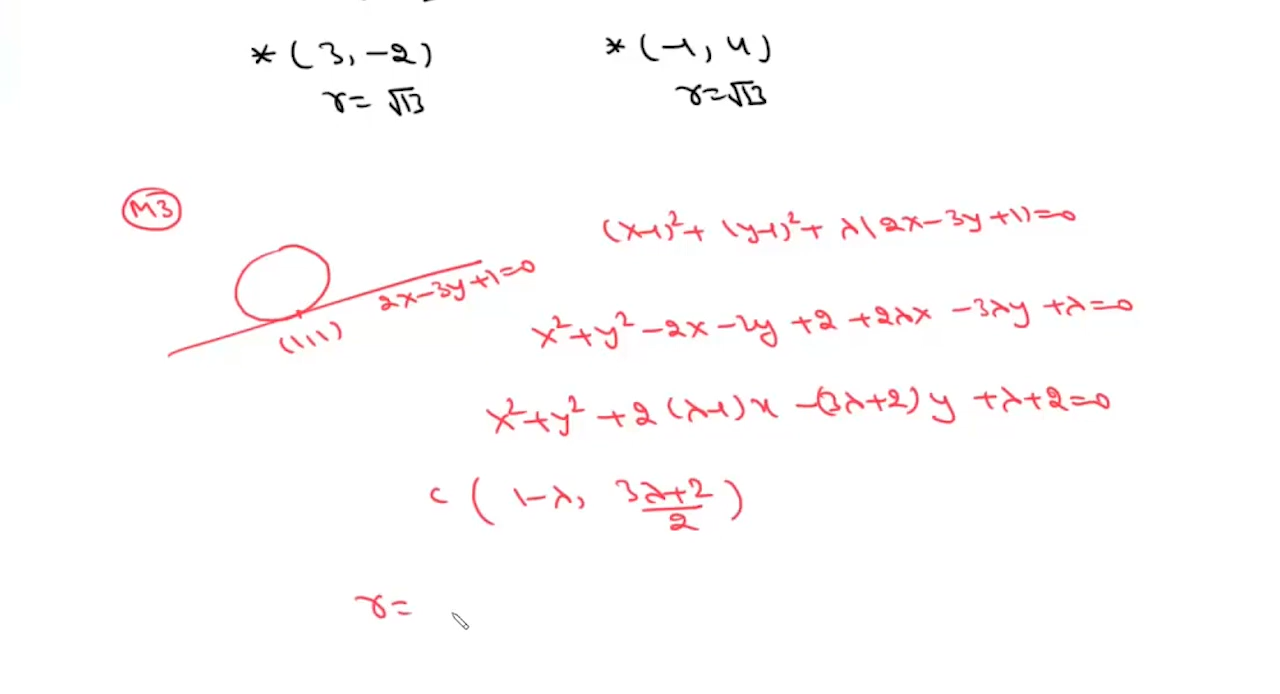 * (3, -2)
r = √13
* (-1, 4)
r = √13
M3
2x - 3y + 1 = 0
(1,1)
(x-1)² + (y-1)² + λ(2x - 3y + 1) = 0
x² + y² - 2x - 2y + 2 + 2λx - 3λy + λ = 0
x² + y² + 2(λ-1)x - (3λ+2)y + λ + 2 = 0
c (1-λ, (3λ+2)/2)
r =